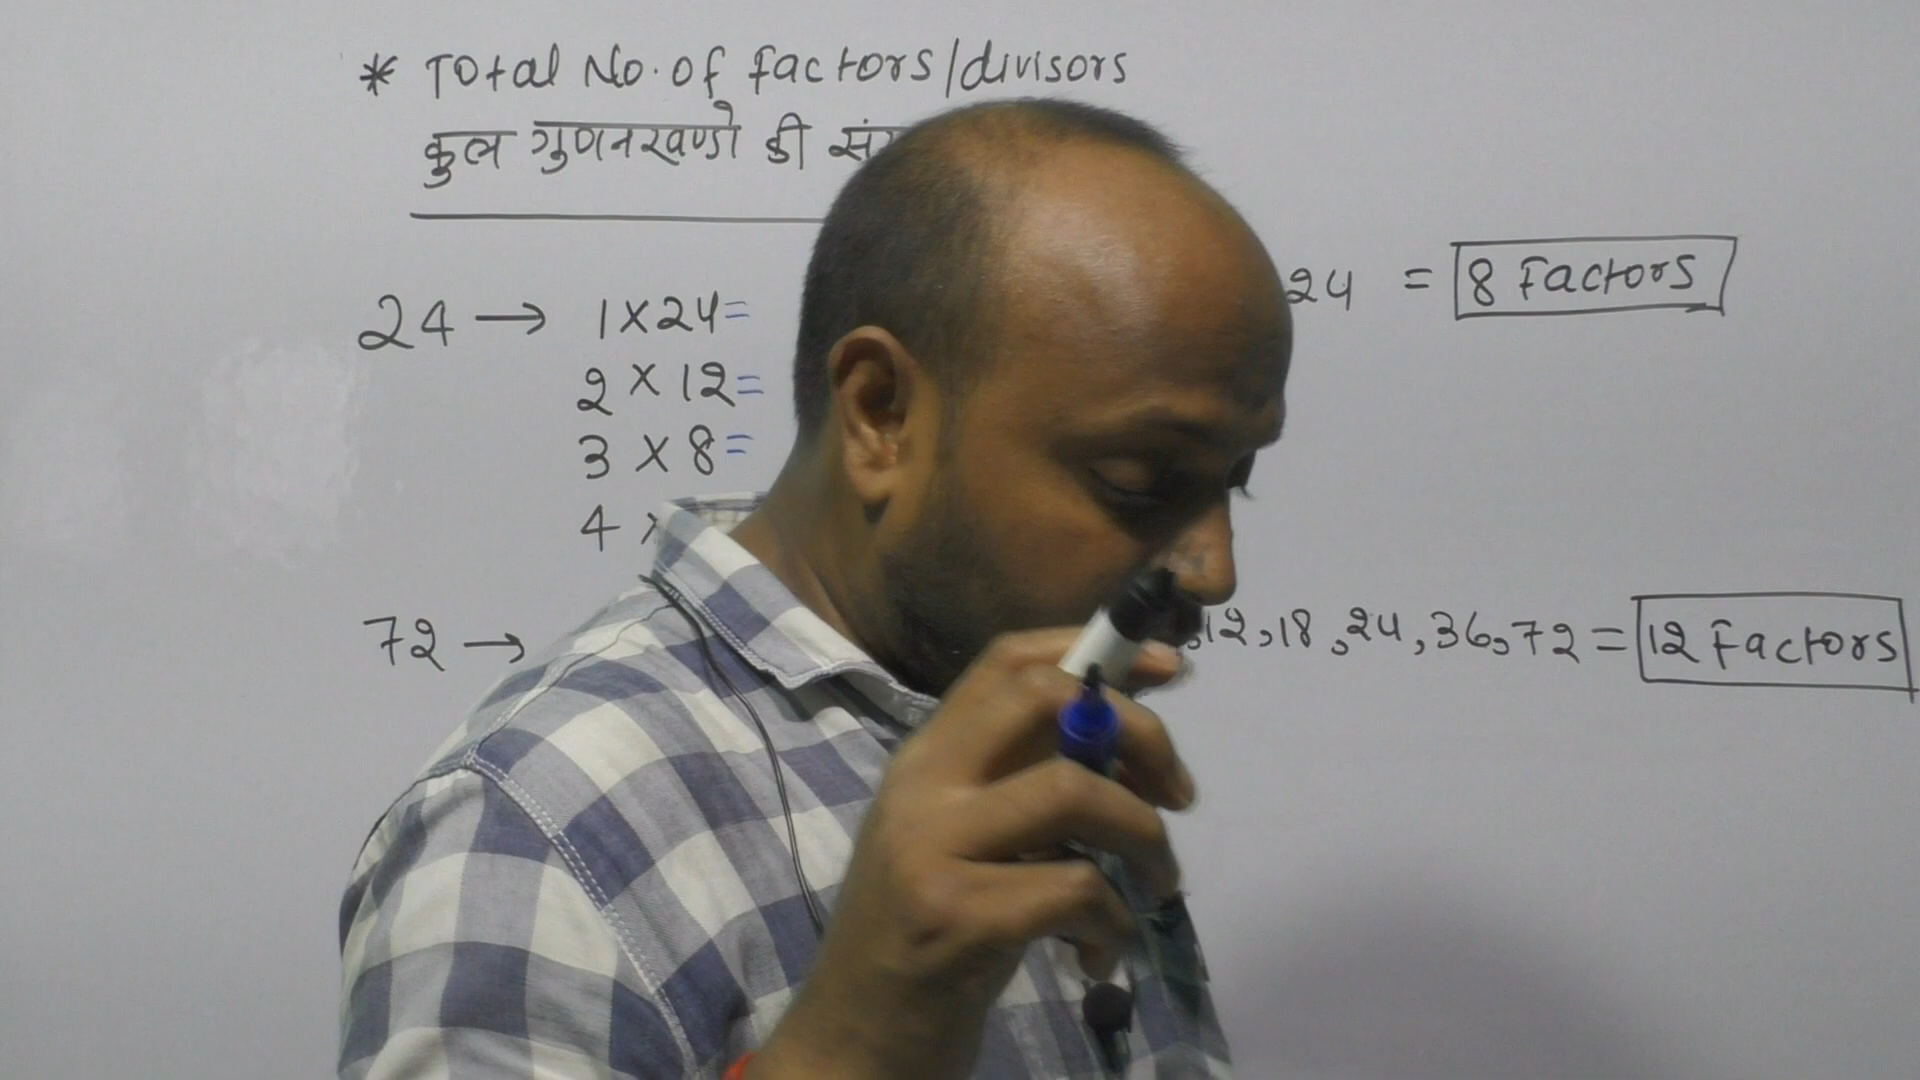 * Total No. of factors/divisors
कुल गुणनखण्डो की
24 → 1×24= 24 = 8 Factors
2 × 12=
3 × 8=
4 ×
72 → 12, 18, 24, 36, 72 = 12 Factors